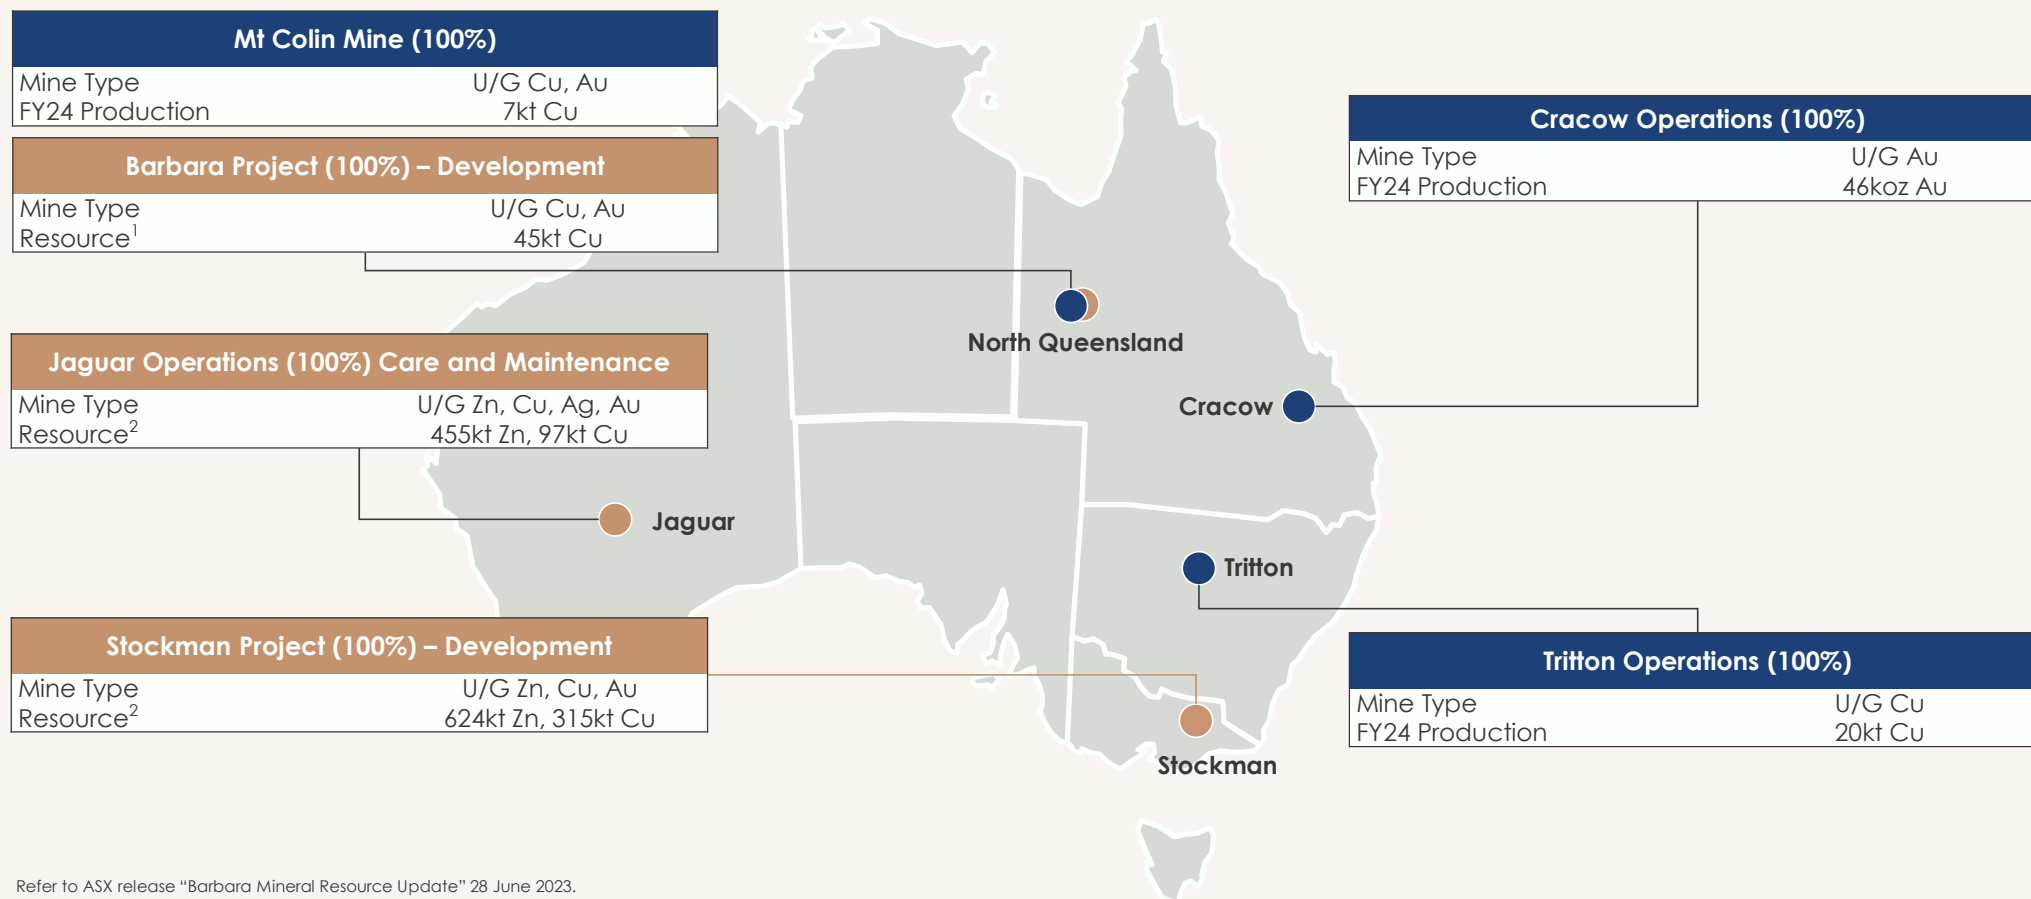 Mt Colin Mine (100%)
Mine Type U/G Cu, Au
FY24 Production 7kt Cu
Barbara Project (100%) – Development
Mine Type U/G Cu, Au
Resource¹ 45kt Cu
Jaguar Operations (100%) Care and Maintenance
Mine Type U/G Zn, Cu, Ag, Au
Resource² 455kt Zn, 97kt Cu
Stockman Project (100%) – Development
Mine Type U/G Zn, Cu, Au
Resource² 624kt Zn, 315kt Cu
North Queensland
Cracow
Jaguar
Tritton
Stockman
Cracow Operations (100%)
Mine Type U/G Au
FY24 Production 46koz Au
Tritton Operations (100%)
Mine Type U/G Cu
FY24 Production 20kt Cu
Refer to ASX release “Barbara Mineral Resource Update” 28 June 2023.